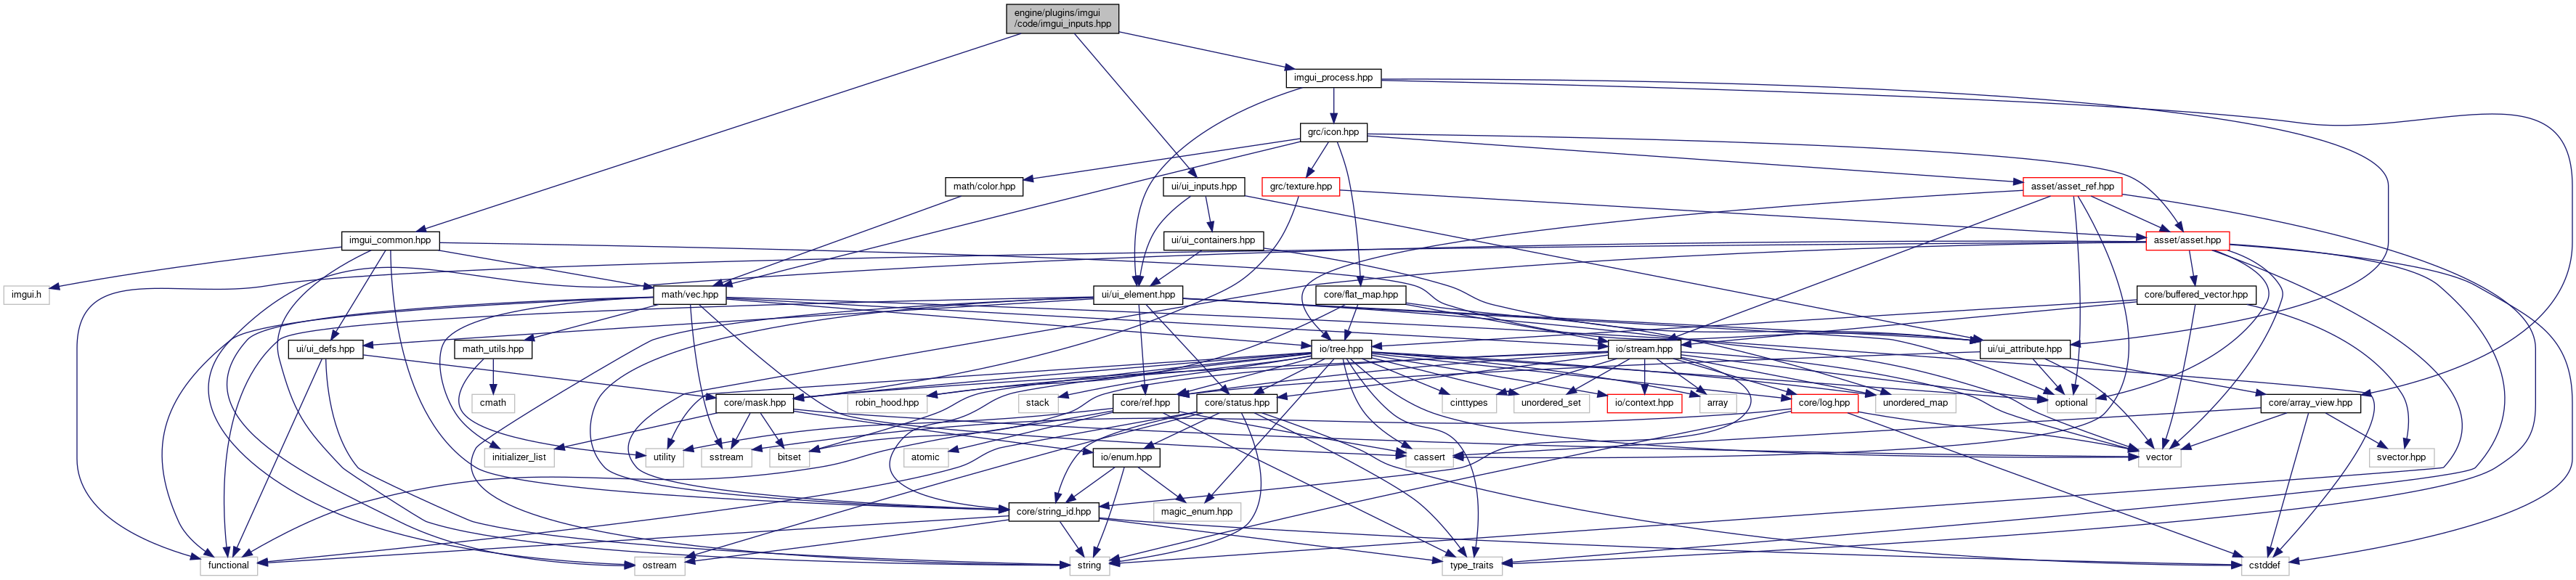 engine/plugins/imgui
/code/imgui_inputs.hpp
imgui_process.hpp
grc/icon.hpp
math/color.hpp
ui/ui_inputs.hpp
grc/texture.hpp
asset/asset_ref.hpp
imgui_common.hpp
ui/ui_containers.hpp
asset/asset.hpp
imgui.h
math/vec.hpp
ui/ui_element.hpp
core/flat_map.hpp
core/buffered_vector.hpp
ui/ui_defs.hpp
math_utils.hpp
io/tree.hpp
io/stream.hpp
ui/ui_attribute.hpp
cmath
core/mask.hpp
robin_hood.hpp
stack
core/ref.hpp
core/status.hpp
cinttypes
unordered_set
io/context.hpp
array
core/log.hpp
unordered_map
optional
core/array_view.hpp
initializer_list
utility
sstream
bitset
atomic
io/enum.hpp
cassert
vector
svector.hpp
core/string_id.hpp
magic_enum.hpp
functional
ostream
string
type_traits
cstddef